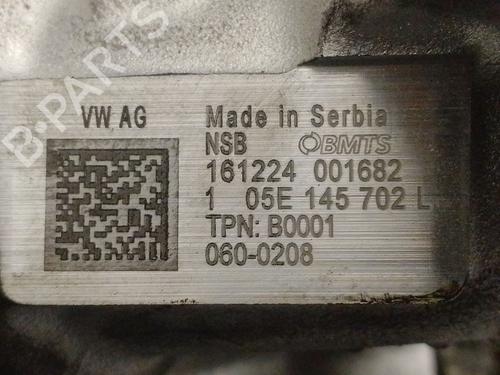 B-PARTS
VW AG
Made in Serbia
NSB BMTS
161224 001682
1 05E 145 702 L
TPN: B0001
060-0208